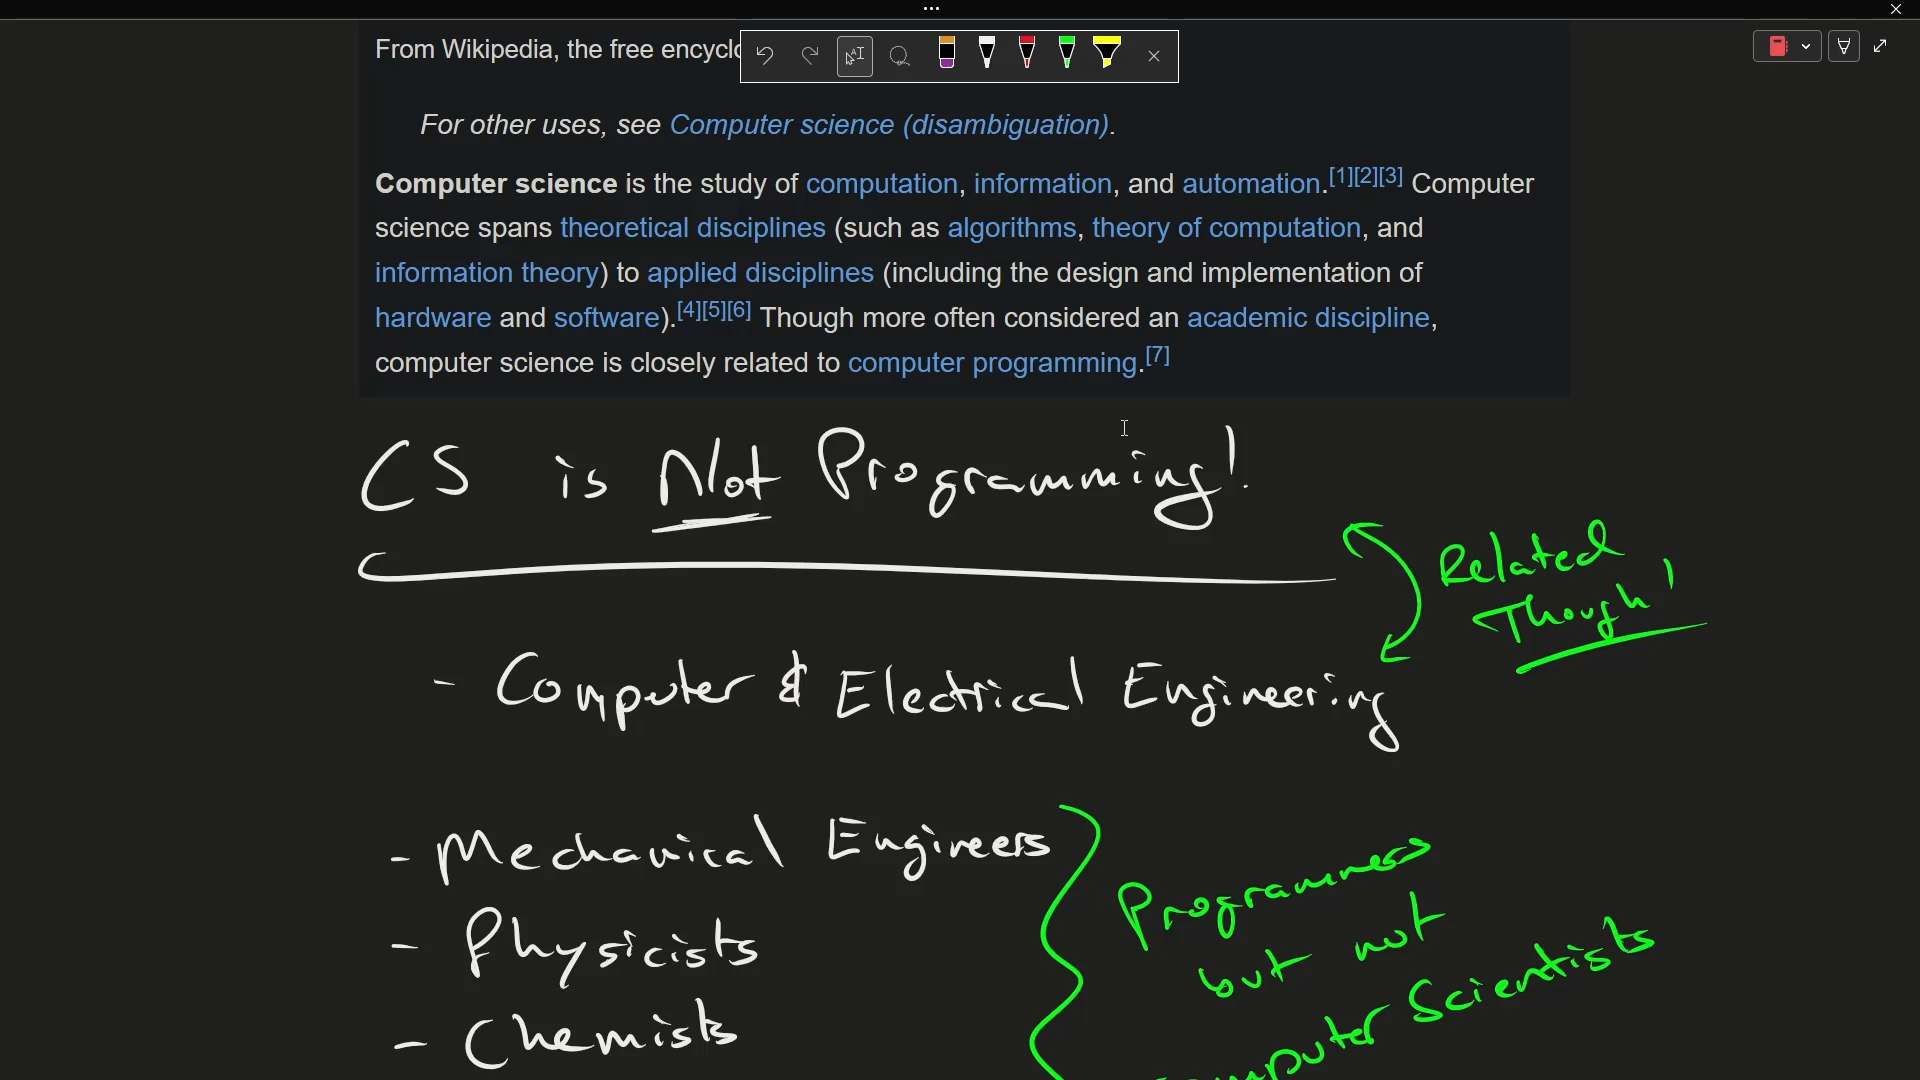 From Wikipedia, the free encyclo
For other uses, see Computer science (disambiguation).
Computer science is the study of computation, information, and automation.[1][2][3] Computer
science spans theoretical disciplines (such as algorithms, theory of computation, and
information theory) to applied disciplines (including the design and implementation of
hardware and software).[4][5][6] Though more often considered an academic discipline,
computer science is closely related to computer programming.[7]
CS is Not Programming!
Related
Though!
- Computer & Electrical Engineering
- Mechanical Engineers
- Physicists
- Chemists
Programmers
but not
Computer Scientists